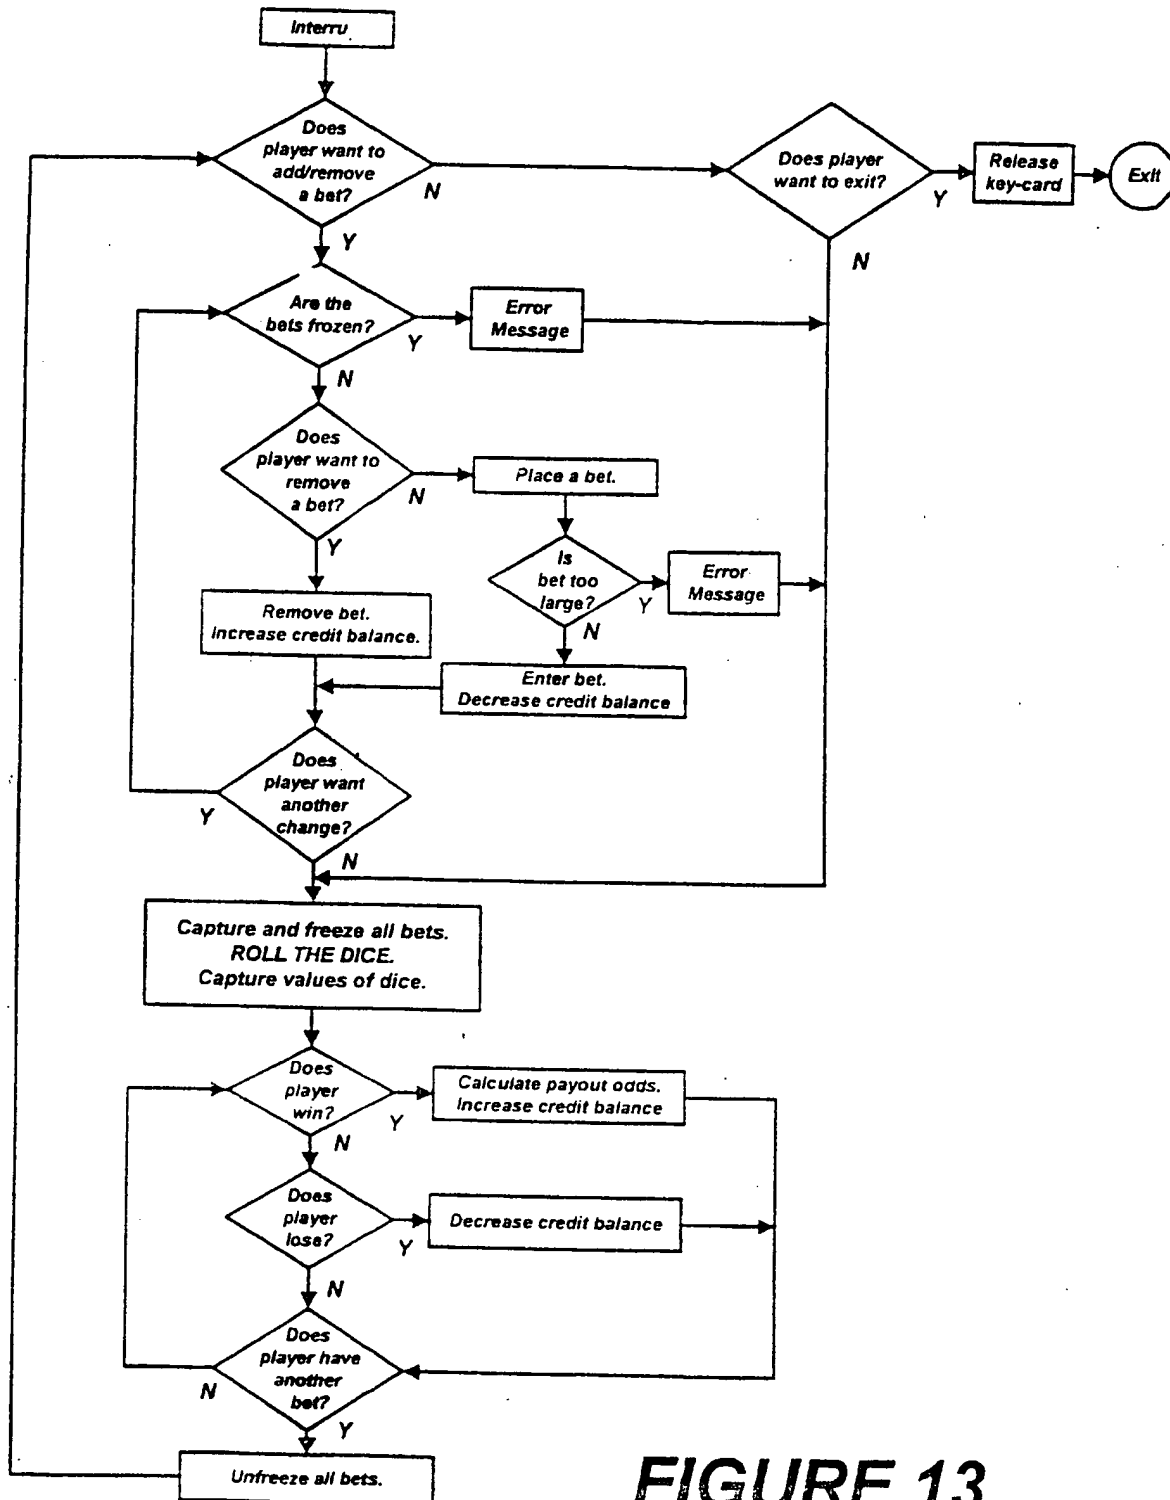 Interru
Does
player want to
add/remove
a bet?
N
Y
Does player
want to exit?
Y
N
Release
key-card
Exit
Are the
bets frozen?
Y
N
Error
Message
Does
player want to
remove
a bet?
N
Y
Place a bet.
Is
bet too
large?
Y
N
Error
Message
Remove bet.
Increase credit balance.
Enter bet.
Decrease credit balance
Does
player want
another
change?
Y
N
Capture and freeze all bets.
ROLL THE DICE.
Capture values of dice.
Does
player
win?
Y
N
Calculate payout odds.
Increase credit balance
Does
player
lose?
Y
N
Decrease credit balance
Does
player have
another
bet?
N
Y
Unfreeze all bets.
FIGURE 13